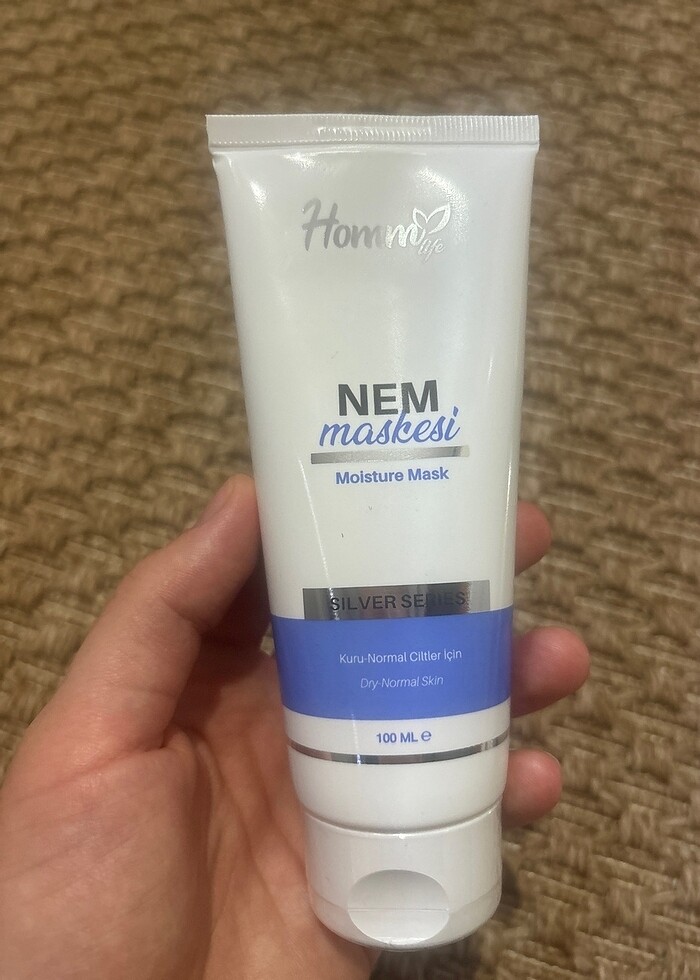 Homm life
NEM
maskesi
Moisture Mask
SILVER SERIES
Kuru-Normal Ciltler İçin
Dry-Normal Skin
100 ML ℮